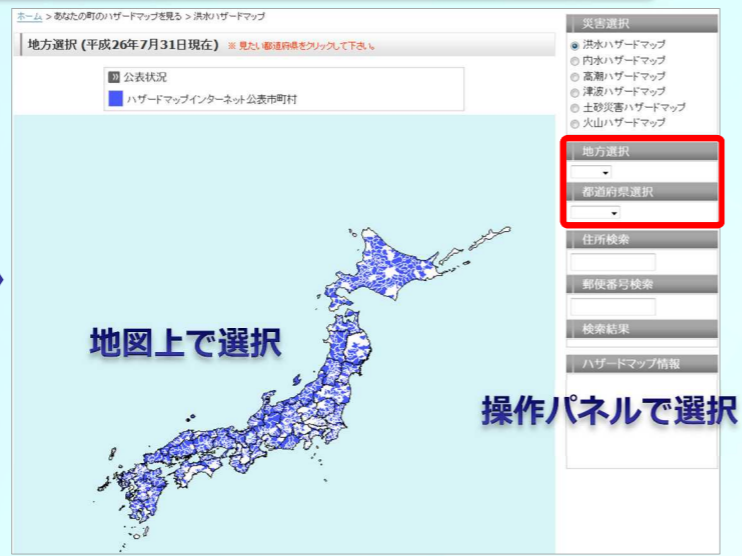 ホーム > あなたの町のハザードマップを見る > 洪水ハザードマップ
地方選択 (平成26年7月31日現在) ※ 見たい都道府県をクリックして下さい。
公表状況
ハザードマップインターネット公表市町村
地図上で選択
災害選択
洪水ハザードマップ
内水ハザードマップ
高潮ハザードマップ
津波ハザードマップ
土砂災害ハザードマップ
火山ハザードマップ
地方選択
都道府県選択
住所検索
郵便番号検索
検索結果
ハザードマップ情報
操作パネルで選択